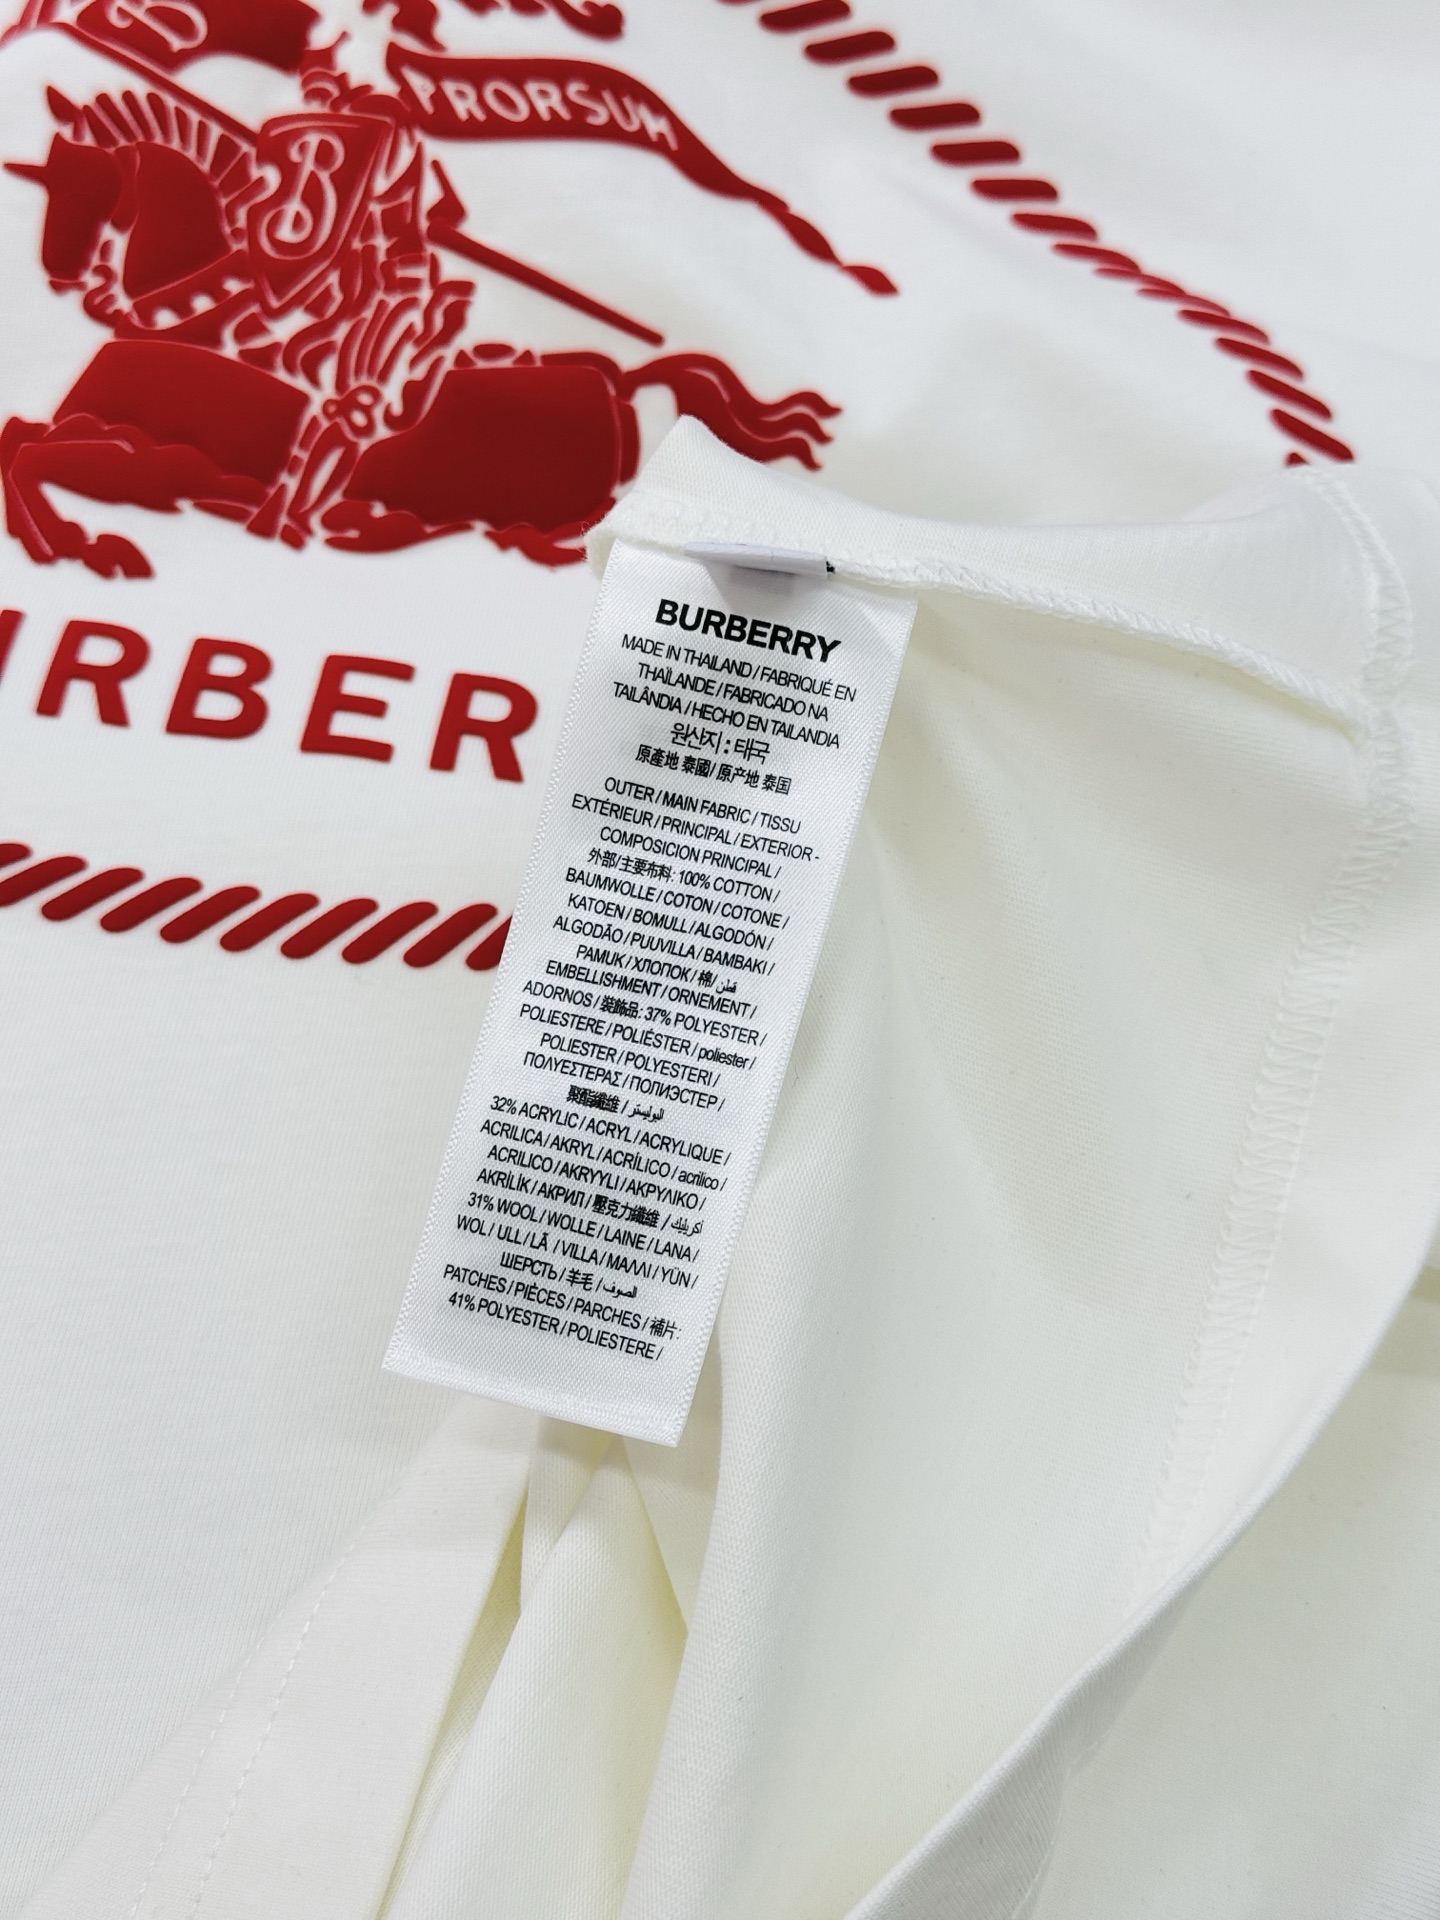 B
PRORSUM
B
URBER
BURBERRY
MADE IN THAILAND / FABRIQUÉ EN
THAÏLANDE / FABRICADO NA
TAILÂNDIA / HECHO EN TAILANDIA
원산지 : 태국
原產地 泰國/ 原产地 泰国
OUTER / MAIN FABRIC / TISSU
EXTÉRIEUR / PRINCIPAL / EXTERIOR -
COMPOSICION PRINCIPAL /
外部/主要布料: 100% COTTON /
BAUMWOLLE / COTON / COTONE /
KATOEN / BOMULL / ALGODÓN /
ALGODÃO / PUUVILLA / BAMBAKI /
PAMUK / ХЛОПОК / 棉/ قطن
EMBELLISHMENT / ORNEMENT /
ADORNOS / 裝飾品: 37% POLYESTER /
POLIESTERE / POLIÉSTER / poliester /
POLIESTER / POLYESTERI /
ΠΟΛΥΕΣΤΕΡΑΣ / ПОЛИЭСТЕР /
聚酯纖維 / البوليستر
32% ACRYLIC / ACRYL / ACRYLIQUE /
ACRILICA / AKRYL / ACRÍLICO / acrilico /
ACRILICO / AKRYYLI / ΑΚΡΥΛΙΚΟ /
AKRİLİK / АКРИЛ / 壓克力纖維 / أكريليك
31% WOOL / WOLLE / LAINE / LANA /
WOL / ULL / LÃ / VILLA / ΜΑΛΛΙ / YÜN /
ШЕРСТЬ / 羊毛 / الصوف
PATCHES / PIÈCES / PARCHES / 補片:
41% POLYESTER / POLIESTERE /